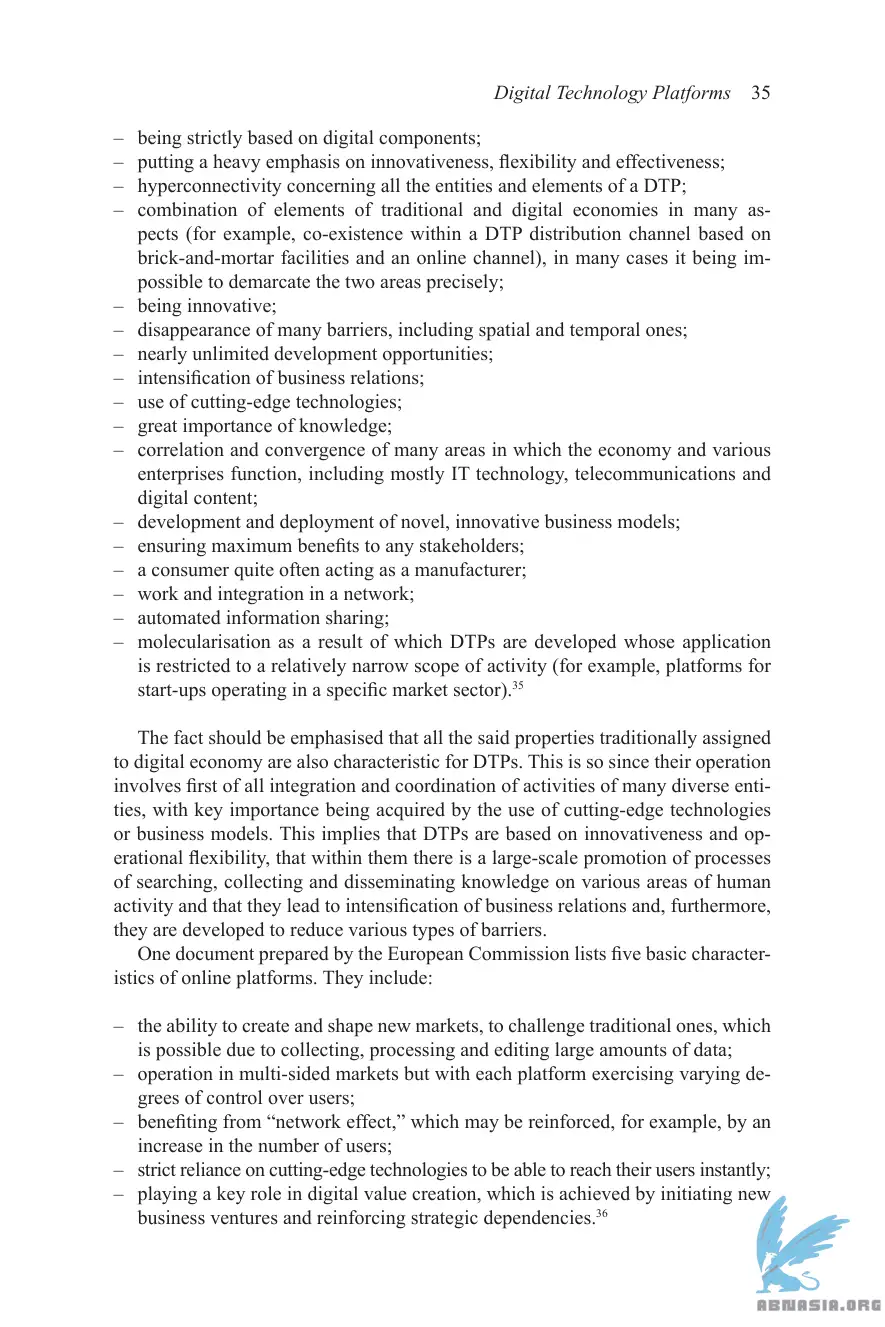 Digital Technology Platforms 35
– being strictly based on digital components;
– putting a heavy emphasis on innovativeness, flexibility and effectiveness;
– hyperconnectivity concerning all the entities and elements of a DTP;
– combination of elements of traditional and digital economies in many as-
pects (for example, co-existence within a DTP distribution channel based on
brick-and-mortar facilities and an online channel), in many cases it being im-
possible to demarcate the two areas precisely;
– being innovative;
– disappearance of many barriers, including spatial and temporal ones;
– nearly unlimited development opportunities;
– intensification of business relations;
– use of cutting-edge technologies;
– great importance of knowledge;
– correlation and convergence of many areas in which the economy and various
enterprises function, including mostly IT technology, telecommunications and
digital content;
– development and deployment of novel, innovative business models;
– ensuring maximum benefits to any stakeholders;
– a consumer quite often acting as a manufacturer;
– work and integration in a network;
– automated information sharing;
– molecularisation as a result of which DTPs are developed whose application
is restricted to a relatively narrow scope of activity (for example, platforms for
start-ups operating in a specific market sector).35
The fact should be emphasised that all the said properties traditionally assigned
to digital economy are also characteristic for DTPs. This is so since their operation
involves first of all integration and coordination of activities of many diverse enti-
ties, with key importance being acquired by the use of cutting-edge technologies
or business models. This implies that DTPs are based on innovativeness and op-
erational flexibility, that within them there is a large-scale promotion of processes
of searching, collecting and disseminating knowledge on various areas of human
activity and that they lead to intensification of business relations and, furthermore,
they are developed to reduce various types of barriers.
One document prepared by the European Commission lists five basic character-
istics of online platforms. They include:
– the ability to create and shape new markets, to challenge traditional ones, which
is possible due to collecting, processing and editing large amounts of data;
– operation in multi-sided markets but with each platform exercising varying de-
grees of control over users;
– benefiting from “network effect,” which may be reinforced, for example, by an
increase in the number of users;
– strict reliance on cutting-edge technologies to be able to reach their users instantly;
– playing a key role in digital value creation, which is achieved by initiating new
business ventures and reinforcing strategic dependencies.36
ABNASIA.ORG